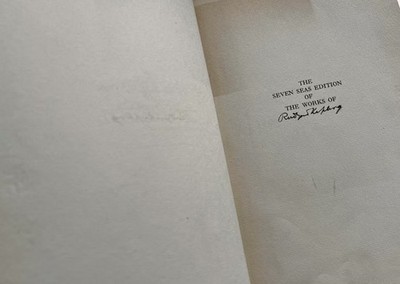 THE
SEVEN SEAS EDITION
OF
THE WORKS OF
Rudyard Kipling